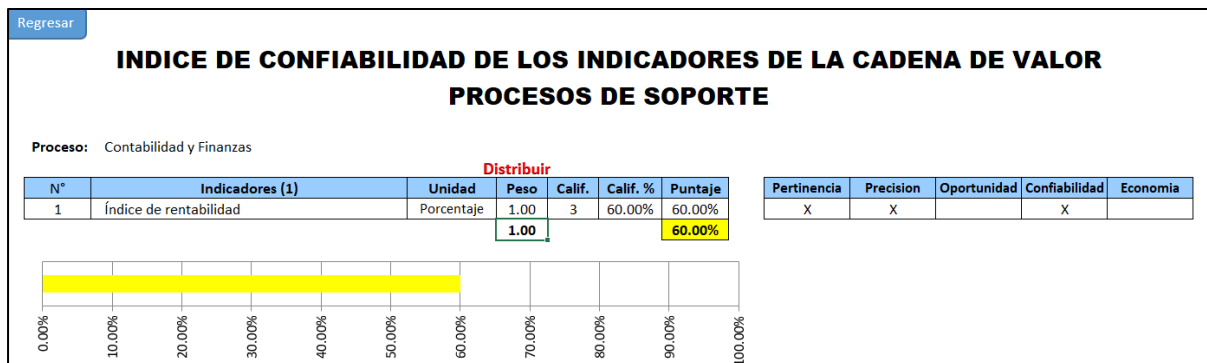 Regresar
INDICE DE CONFIABILIDAD DE LOS INDICADORES DE LA CADENA DE VALOR
PROCESOS DE SOPORTE
Proceso: Contabilidad y Finanzas
Distribuir
N° Indicadores (1) Unidad Peso Calif. Calif. % Puntaje Pertinencia Precision Oportunidad Confiabilidad Economia
1 Índice de rentabilidad Porcentaje 1.00 3 60.00% 60.00% X X X
1.00 60.00%
0.00% 10.00% 20.00% 30.00% 40.00% 50.00% 60.00% 70.00% 80.00% 90.00% 100.00%